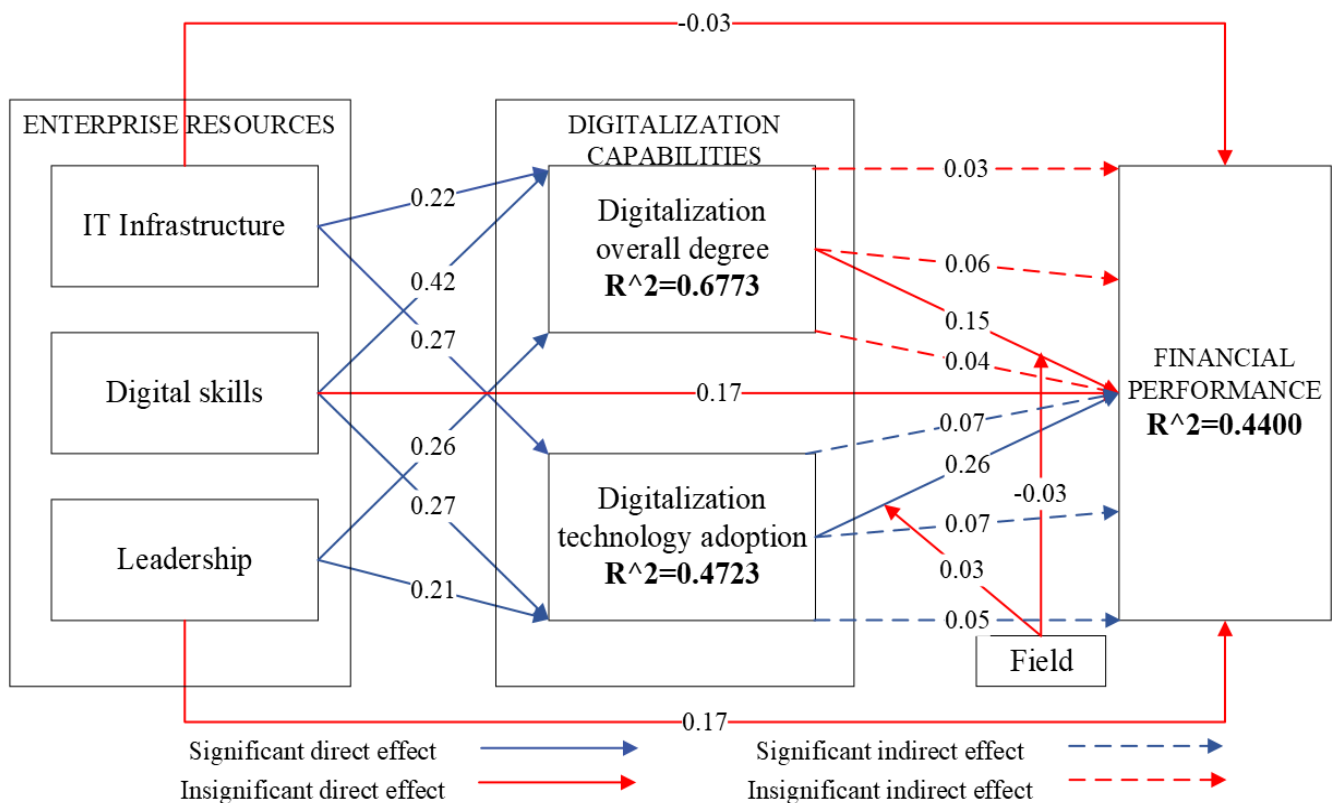 -0.03
ENTERPRISE RESOURCES
DIGITALIZATION
CAPABILITIES
IT Infrastructure
Digital skills
Leadership
0.22
0.42
0.27
0.26
0.27
0.21
Digitalization
overall degree
R^2=0.6773
0.17
Digitalization
technology adoption
R^2=0.4723
0.03
0.06
0.15
0.04
0.07
0.26
-0.03
0.07
0.03
0.05
Field
FINANCIAL
PERFORMANCE
R^2=0.4400
0.17
Significant direct effect
Significant indirect effect
Insignificant direct effect
Insignificant indirect effect